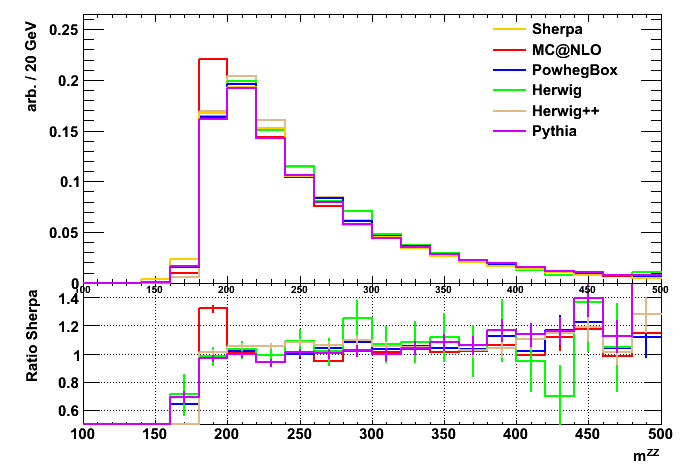 arb. / 20 GeV
0.25
0.2
0.15
0.1
0.05
0
Sherpa
MC@NLO
PowhegBox
Herwig
Herwig++
Pythia
100 150 200 250 300 350 400 450 500
Ratio Sherpa
1.4
1.2
1
0.8
0.6
100 150 200 250 300 350 400 450 500
mZZ